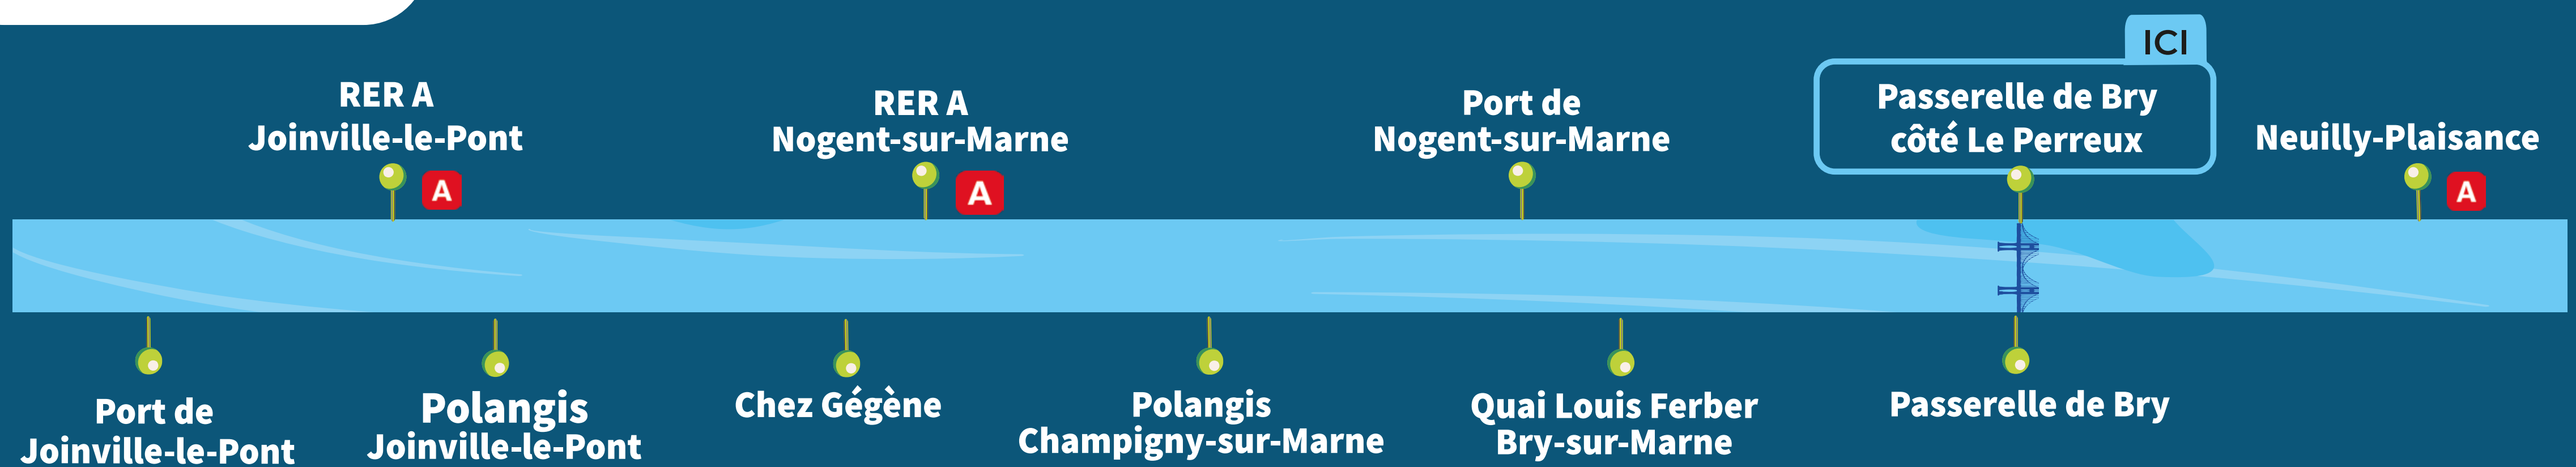 ICI
RER A
Joinville-le-Pont
A
RER A
Nogent-sur-Marne
A
Port de
Nogent-sur-Marne
Passerelle de Bry
côté Le Perreux
Neuilly-Plaisance
A
Port de
Joinville-le-Pont
Polangis
Joinville-le-Pont
Chez Gégène
Polangis
Champigny-sur-Marne
Quai Louis Ferber
Bry-sur-Marne
Passerelle de Bry